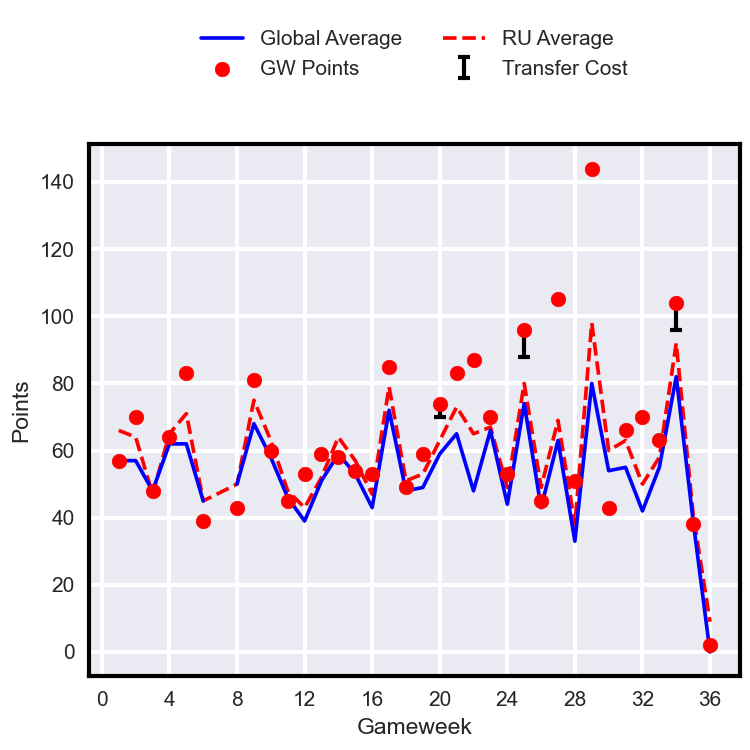 Global Average
RU Average
GW Points
Transfer Cost
140
120
100
80
60
40
20
0
Points
0 4 8 12 16 20 24 28 32 36
Gameweek